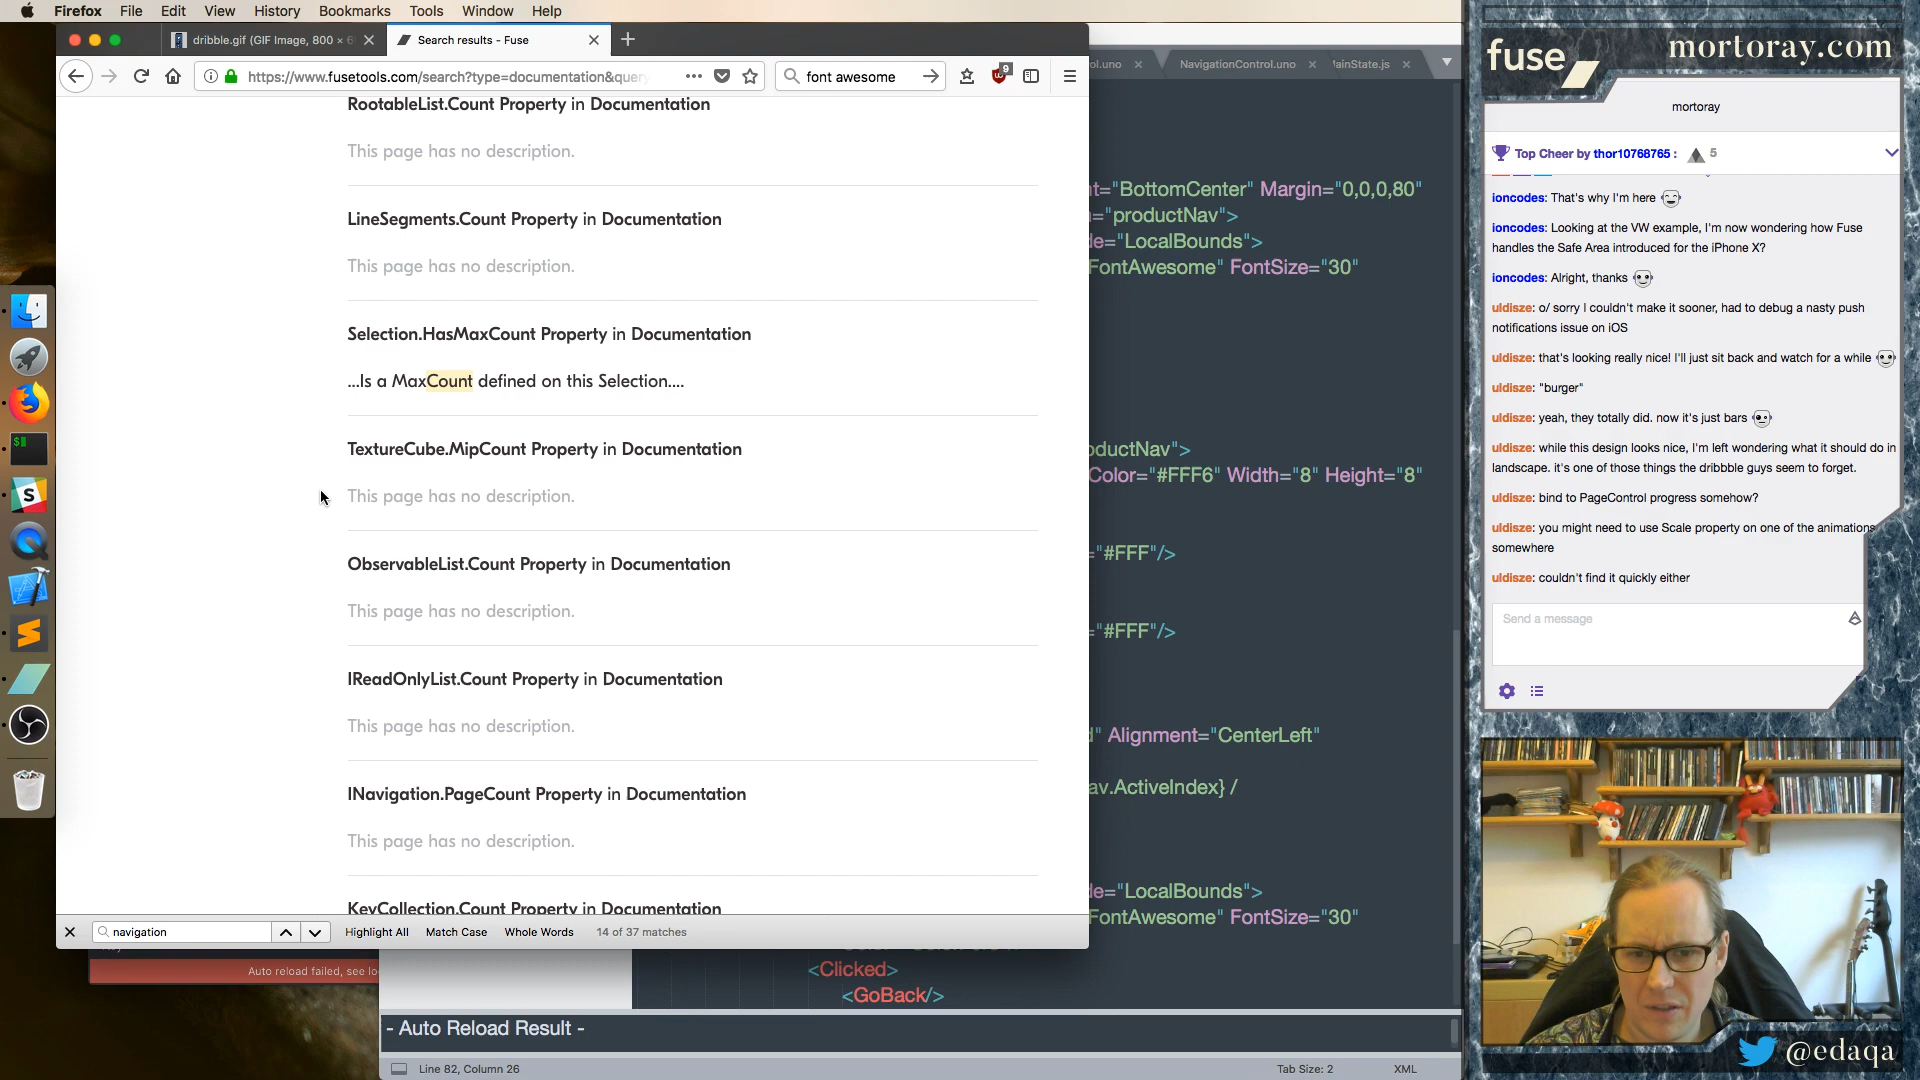 Firefox File Edit View History Bookmarks Tools Window Help
dribble.gif (GIF Image, 800 ×
Search results - Fuse
https://www.fusetools.com/search?type=documentation&query
font awesome
9
RootableList.Count Property in Documentation
This page has no description.
LineSegments.Count Property in Documentation
This page has no description.
Selection.HasMaxCount Property in Documentation
...Is a MaxCount defined on this Selection....
TextureCube.MipCount Property in Documentation
This page has no description.
ObservableList.Count Property in Documentation
This page has no description.
IReadOnlyList.Count Property in Documentation
This page has no description.
INavigation.PageCount Property in Documentation
This page has no description.
KeyCollection.Count Property in Documentation
navigation
Highlight All Match Case Whole Words 14 of 37 matches
Auto reload failed, see lo
ol.uno
NavigationControl.uno
ainState.js
t="BottomCenter" Margin="0,0,0,80"
="productNav">
de="LocalBounds">
FontAwesome" FontSize="30"
oductNav">
Color="#FFF6" Width="8" Height="8"
="#FFF"/>
="#FFF"/>
" Alignment="CenterLeft"
av.ActiveIndex} /
de="LocalBounds">
FontAwesome" FontSize="30"
<Clicked>
<GoBack/>
- Auto Reload Result -
Line 82, Column 26
Tab Size: 2
XML
fuse
mortoray.com
mortoray
Top Cheer by thor10768765 : 5
ioncodes: That's why I'm here
ioncodes: Looking at the VW example, I'm now wondering how Fuse
handles the Safe Area introduced for the iPhone X?
ioncodes: Alright, thanks
uldisze: o/ sorry I couldn't make it sooner, had to debug a nasty push
notifications issue on iOS
uldisze: that's looking really nice! I'll just sit back and watch for a while
uldisze: "burger"
uldisze: yeah, they totally did. now it's just bars
uldisze: while this design looks nice, I'm left wondering what it should do in
landscape. it's one of those things the dribbble guys seem to forget.
uldisze: bind to PageControl progress somehow?
uldisze: you might need to use Scale property on one of the animations
somewhere
uldisze: couldn't find it quickly either
Send a message
@edaqa